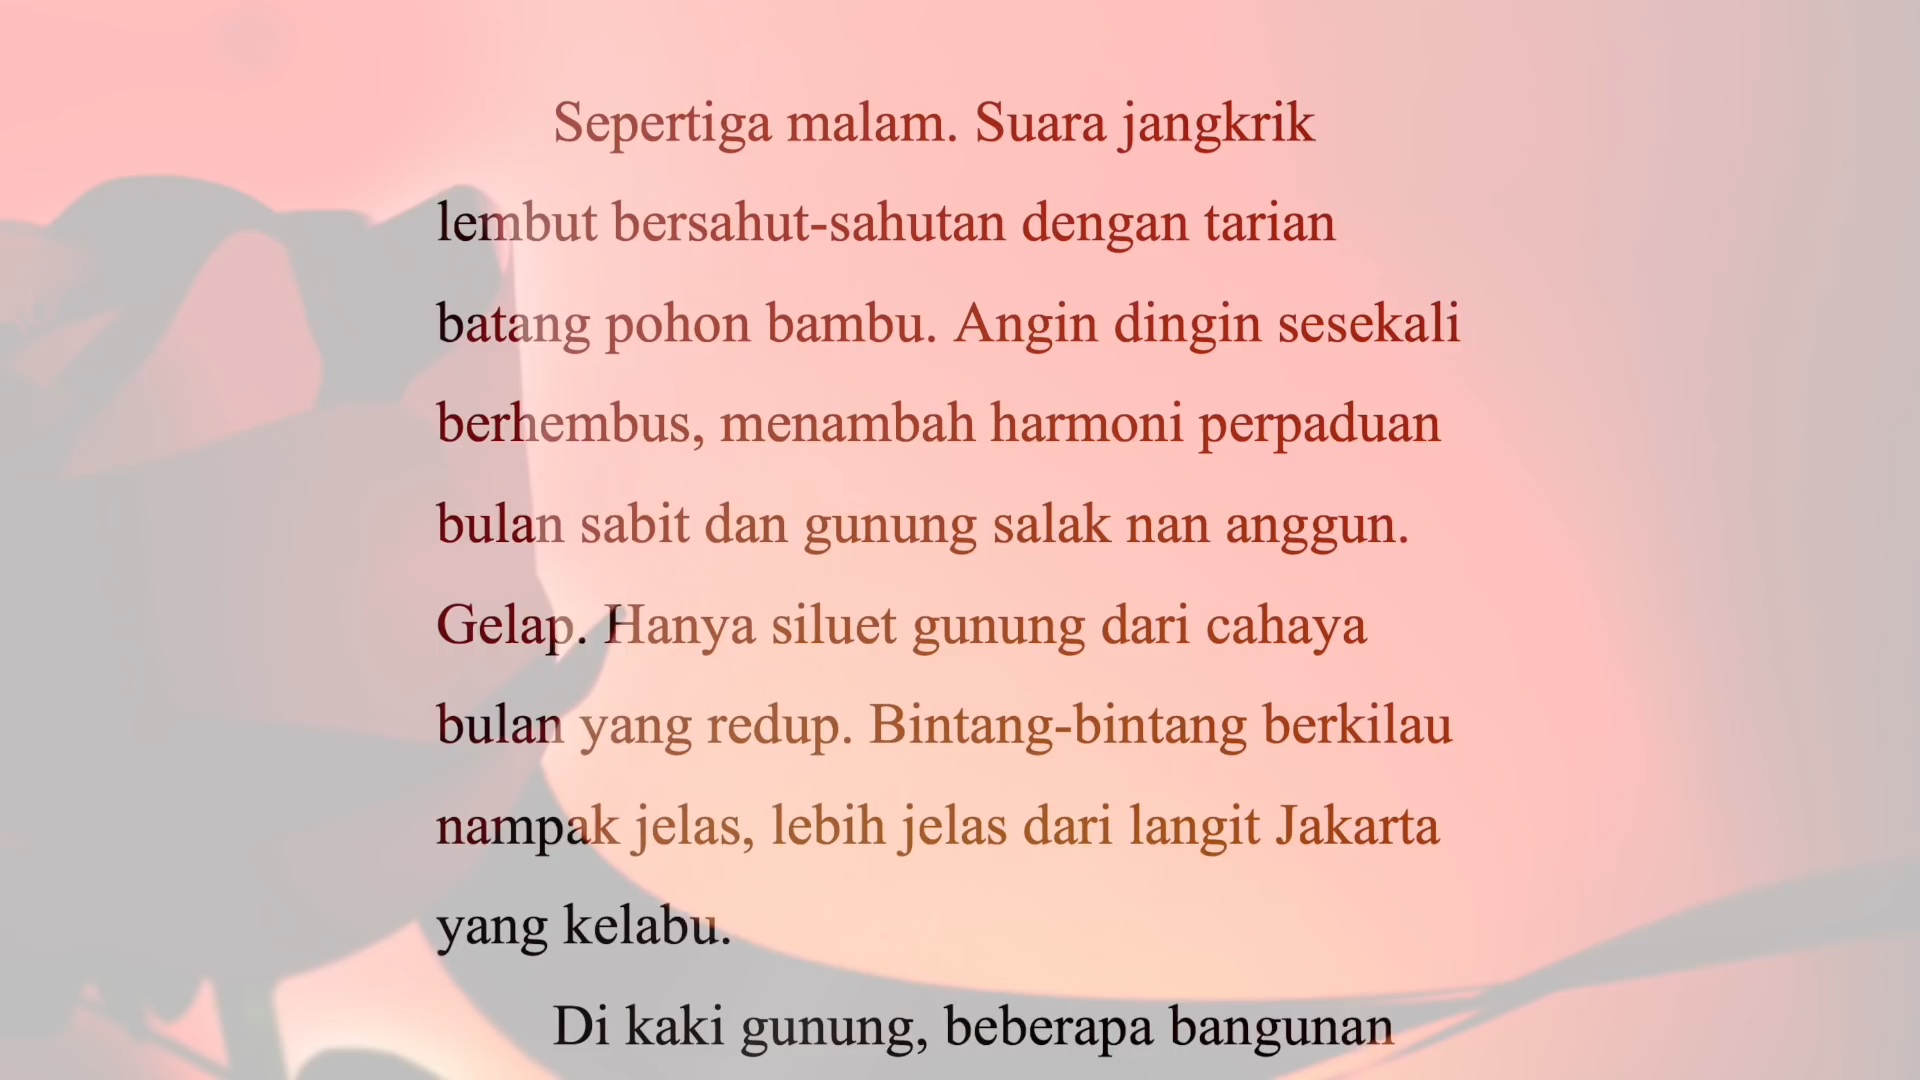 Sepertiga malam. Suara jangkrik
lembut bersahut-sahutan dengan tarian
batang pohon bambu. Angin dingin sesekali
berhembus, menambah harmoni perpaduan
bulan sabit dan gunung salak nan anggun.
Gelap. Hanya siluet gunung dari cahaya
bulan yang redup. Bintang-bintang berkilau
nampak jelas, lebih jelas dari langit Jakarta
yang kelabu.
Di kaki gunung, beberapa bangunan